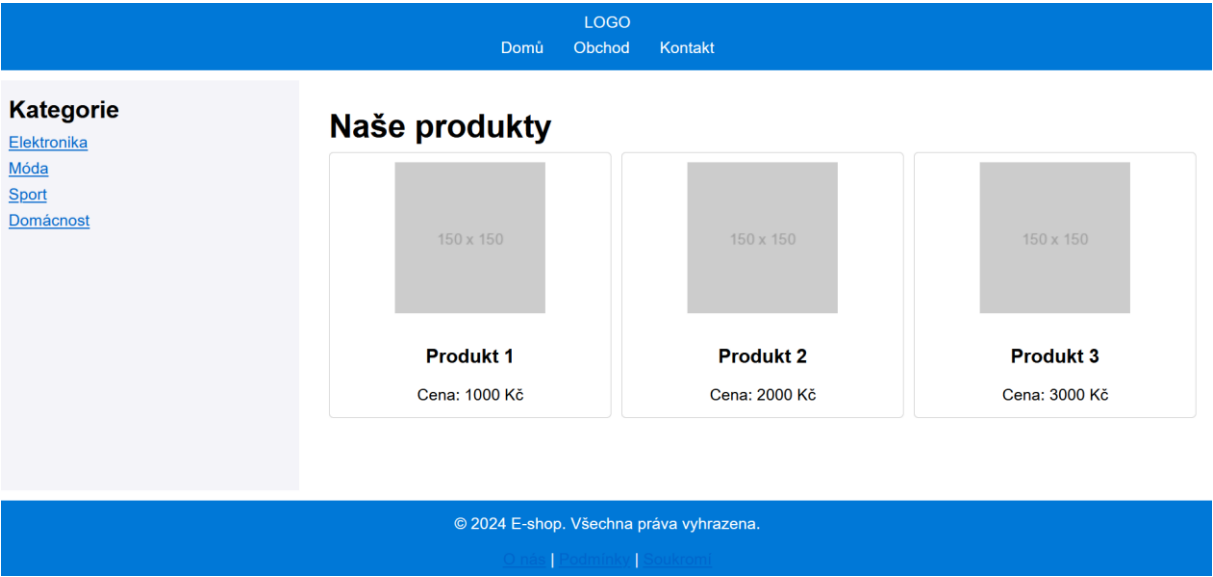 LOGO
Domů Obchod Kontakt
Kategorie
Elektronika
Móda
Sport
Domácnost
Naše produkty
150 x 150
Produkt 1
Cena: 1000 Kč
150 x 150
Produkt 2
Cena: 2000 Kč
150 x 150
Produkt 3
Cena: 3000 Kč
© 2024 E-shop. Všechna práva vyhrazena.
O nás | Podmínky | Soukromí